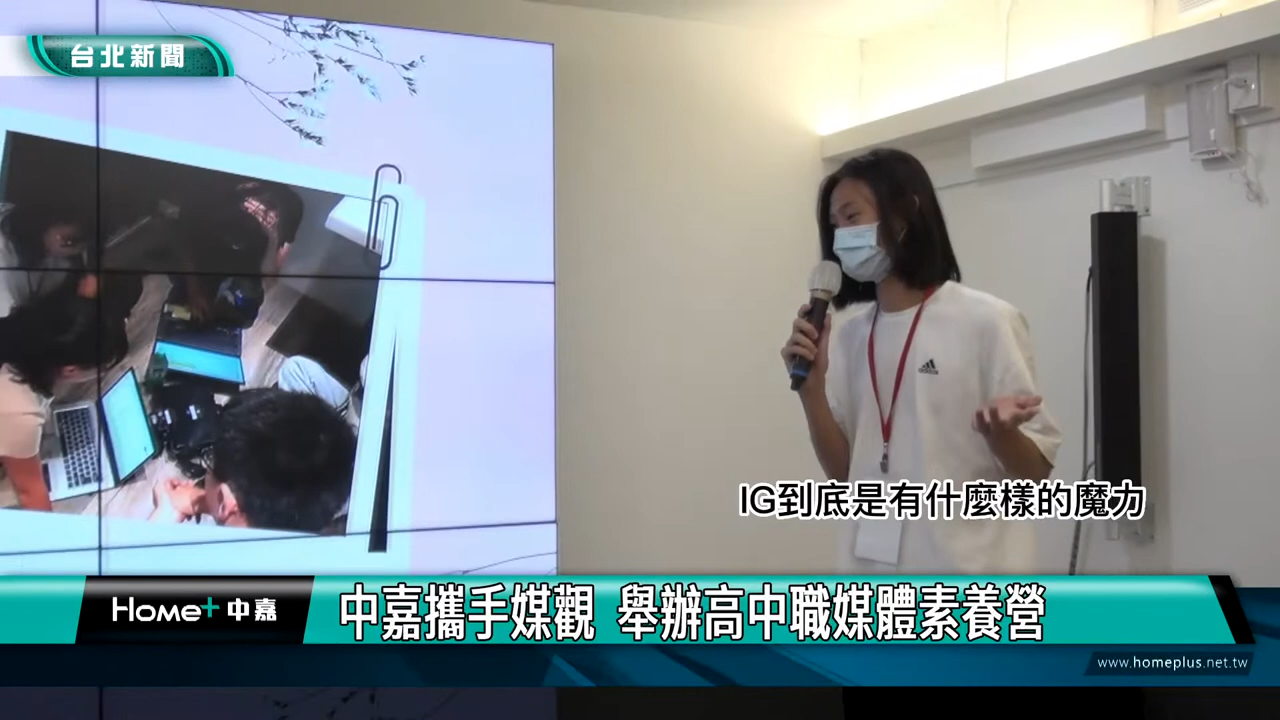 台北新聞
adidas
IG到底是有什麼樣的魔力
Home+中嘉
中嘉攜手媒觀 舉辦高中職媒體素養營
www.homeplus.net.tw